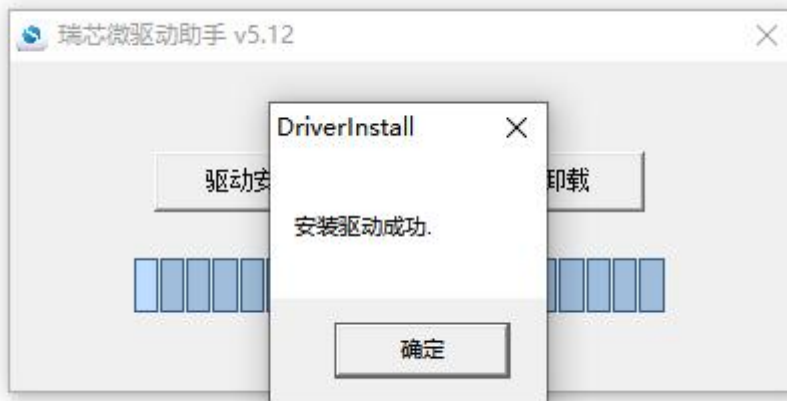 瑞芯微驱动助手 v5.12
DriverInstall
驱动安
卸载
安装驱动成功.
确定